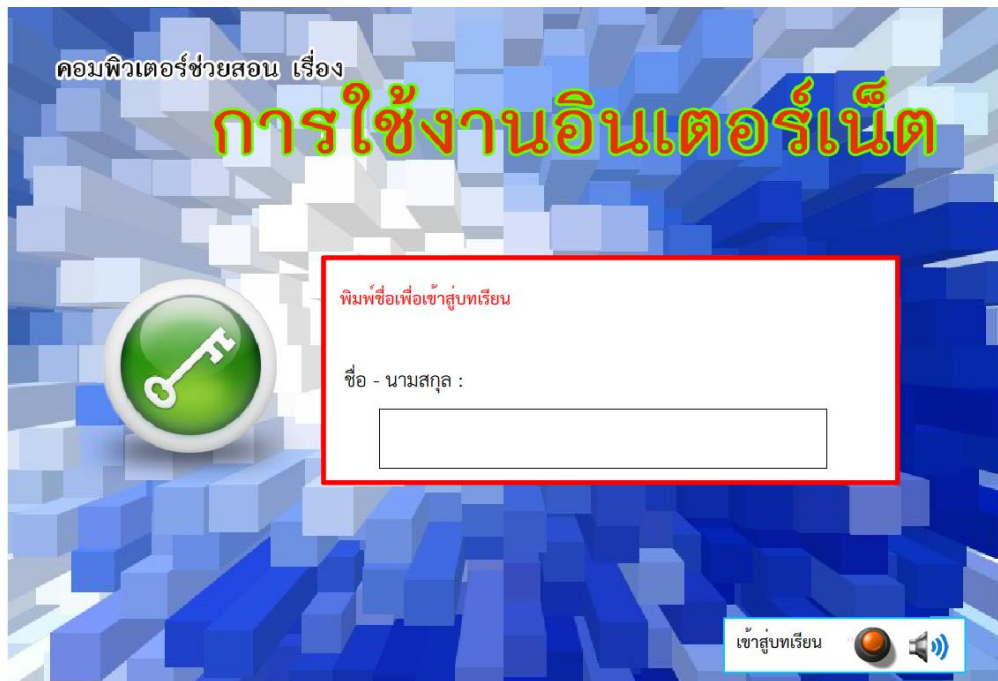 คอมพิวเตอร์ช่วยสอน เรื่อง
การใช้งานอินเตอร์เน็ต
พิมพ์ชื่อเพื่อเข้าสู่บทเรียน
ชื่อ - นามสกุล :
เข้าสู่บทเรียน